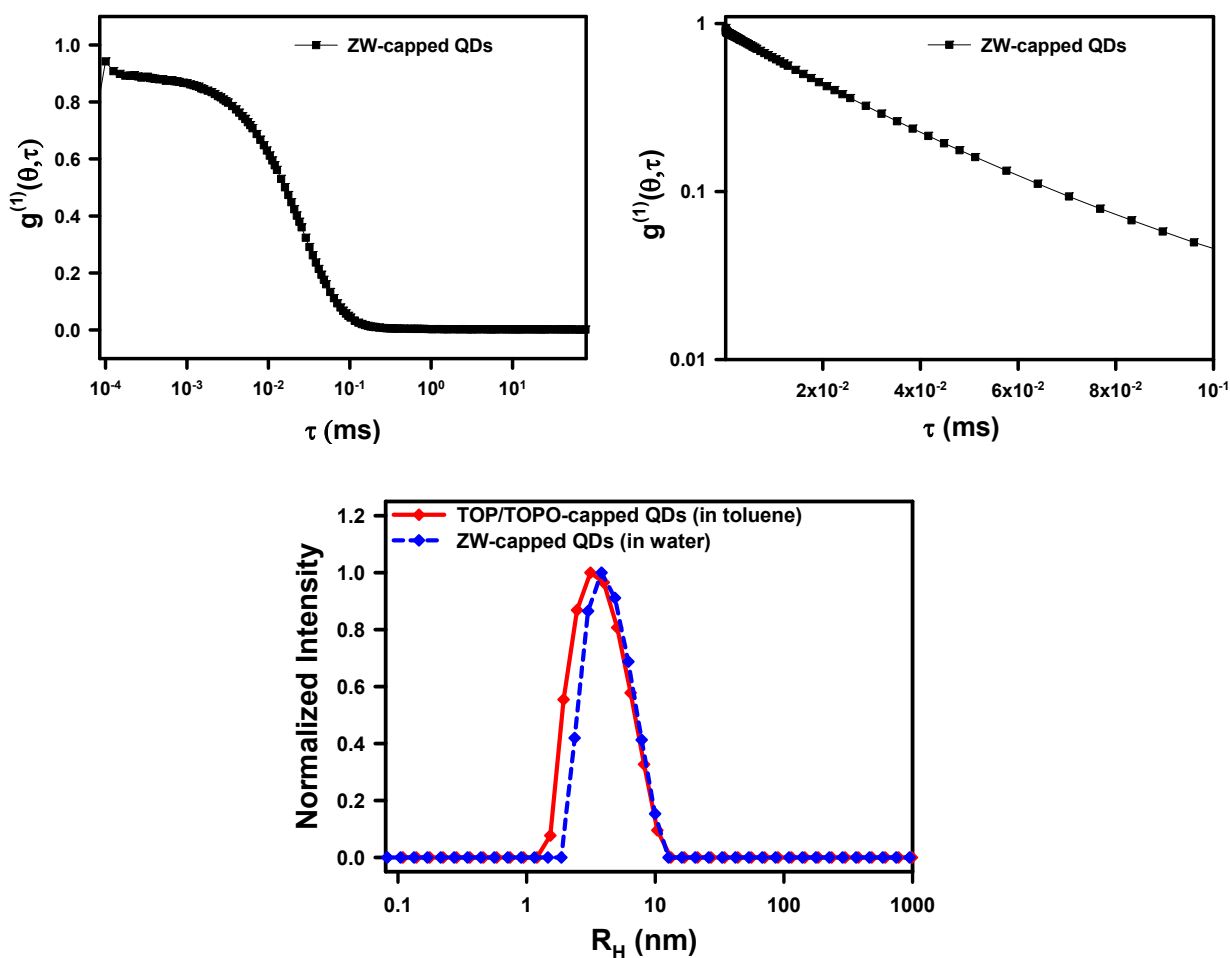 ZW-capped QDs
1.0
0.8
0.6
0.4
0.2
0.0
g⁽¹⁾(θ,τ)
10⁻⁴ 10⁻³ 10⁻² 10⁻¹ 10⁰ 10¹
τ (ms)
ZW-capped QDs
1
0.1
0.01
g⁽¹⁾(θ,τ)
2x10⁻² 4x10⁻² 6x10⁻² 8x10⁻² 10⁻¹
τ (ms)
TOP/TOPO-capped QDs (in toluene)
ZW-capped QDs (in water)
1.2
1.0
0.8
0.6
0.4
0.2
0.0
Normalized Intensity
0.1 1 10 100 1000
R_H (nm)